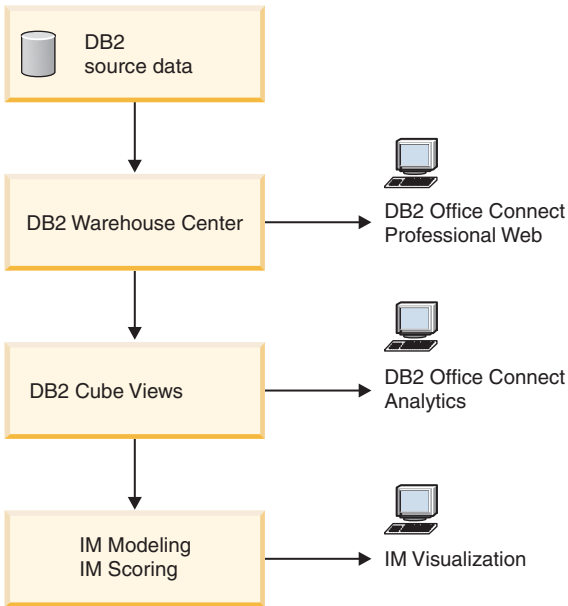 DB2
source data
DB2 Warehouse Center
DB2 Office Connect
Professional Web
DB2 Cube Views
DB2 Office Connect
Analytics
IM Modeling
IM Scoring
IM Visualization